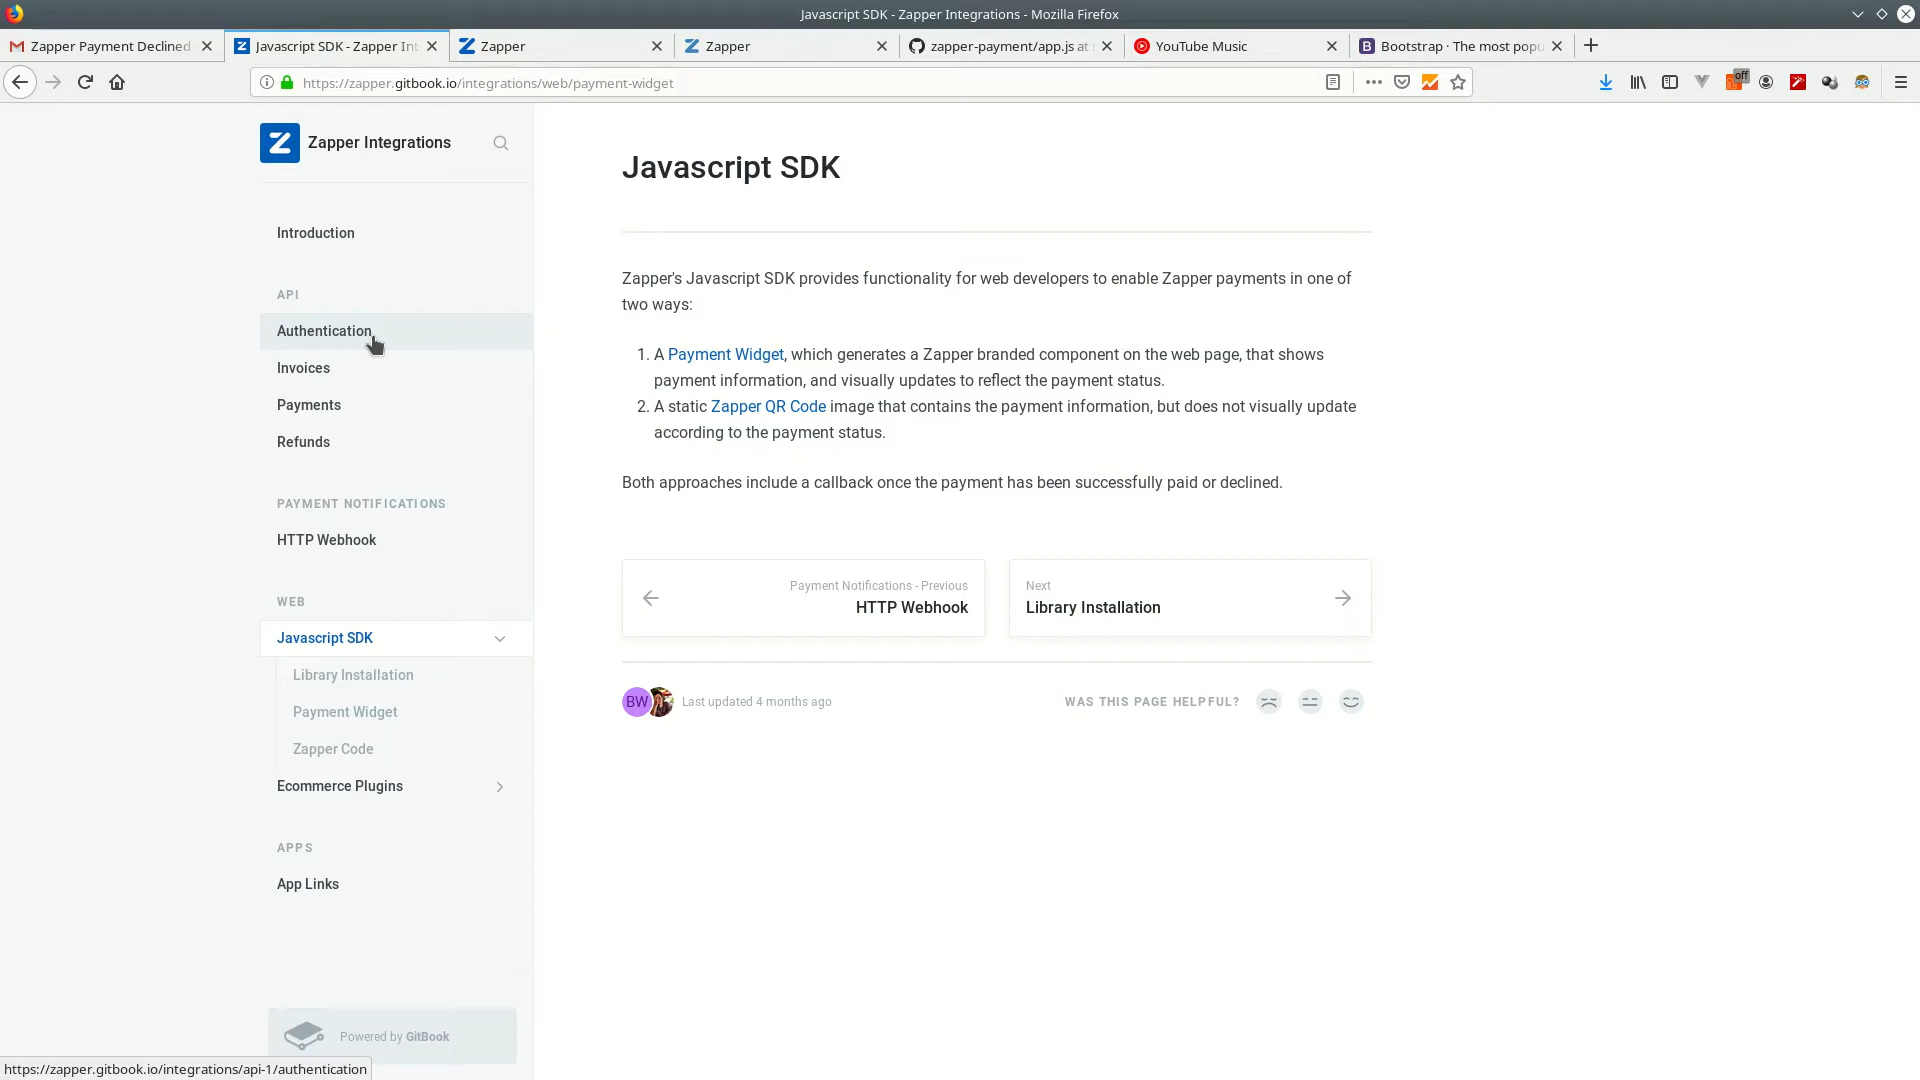 Javascript SDK - Zapper Integrations - Mozilla Firefox
Zapper Payment Declined
Javascript SDK - Zapper Int
Zapper
Zapper
zapper-payment/app.js at
YouTube Music
Bootstrap · The most popu
https://zapper.gitbook.io/integrations/web/payment-widget
off
Zapper Integrations
Introduction
API
Authentication
Invoices
Payments
Refunds
PAYMENT NOTIFICATIONS
HTTP Webhook
WEB
Javascript SDK
Library Installation
Payment Widget
Zapper Code
Ecommerce Plugins
APPS
App Links
Powered by GitBook
https://zapper.gitbook.io/integrations/api-1/authentication
Javascript SDK
Zapper's Javascript SDK provides functionality for web developers to enable Zapper payments in one of
two ways:
1. A Payment Widget, which generates a Zapper branded component on the web page, that shows
payment information, and visually updates to reflect the payment status.
2. A static Zapper QR Code image that contains the payment information, but does not visually update
according to the payment status.
Both approaches include a callback once the payment has been successfully paid or declined.
Payment Notifications - Previous
HTTP Webhook
Next
Library Installation
BW
Last updated 4 months ago
WAS THIS PAGE HELPFUL?